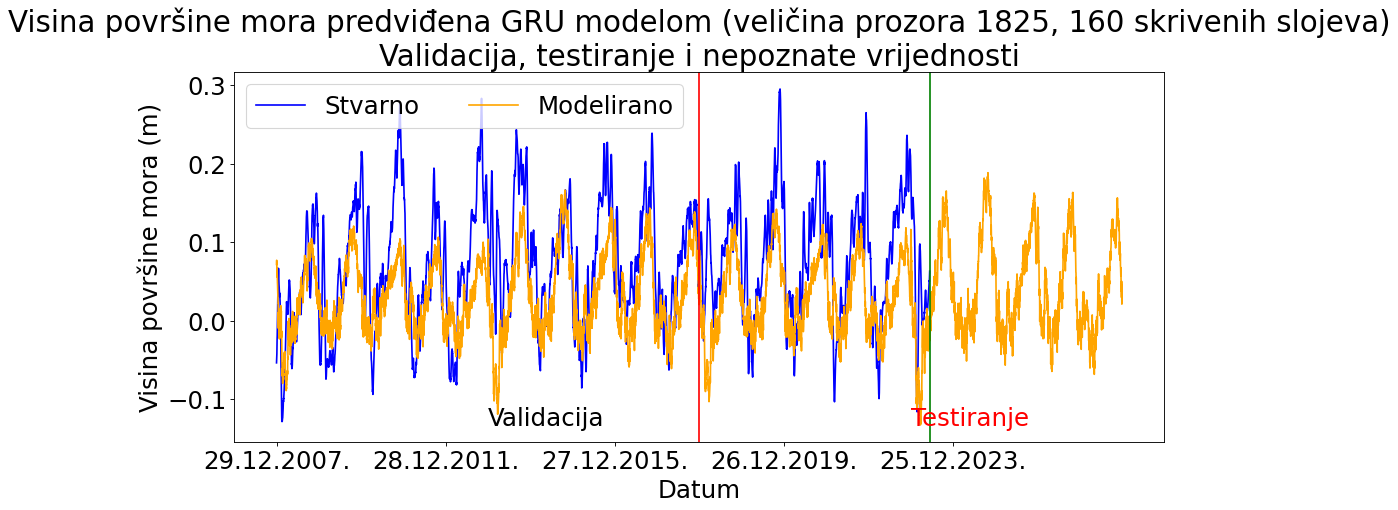 Visina površine mora predviđena GRU modelom (veličina prozora 1825, 160 skrivenih slojeva)
Validacija, testiranje i nepoznate vrijednosti
Stvarno Modelirano
Visina površine mora (m)
0.3
0.2
0.1
0.0
−0.1
Validacija Testiranje
29.12.2007. 28.12.2011. 27.12.2015. 26.12.2019. 25.12.2023.
Datum